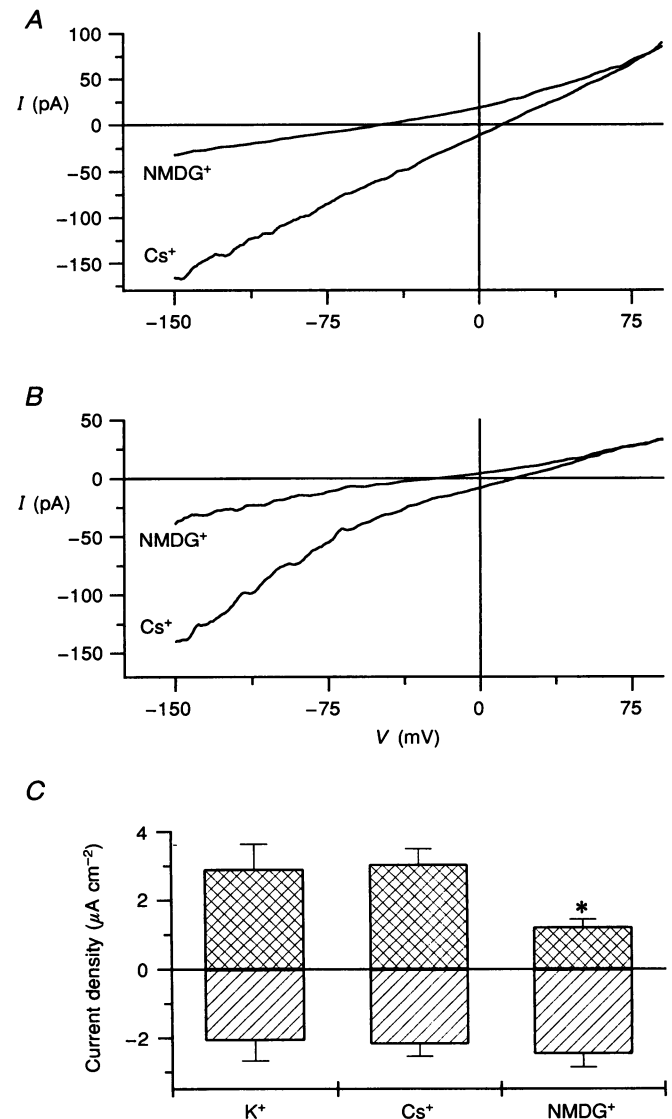 A
100
50
I (pA)
0
−50
NMDG⁺
−100
Cs⁺
−150
−150 −75 0 75
B
50
0
I (pA)
−50
NMDG⁺
−100
Cs⁺
−150
−150 −75 0 75
V (mV)
C
4
2
*
0
−2
Current density (μA cm⁻²)
K⁺ Cs⁺ NMDG⁺